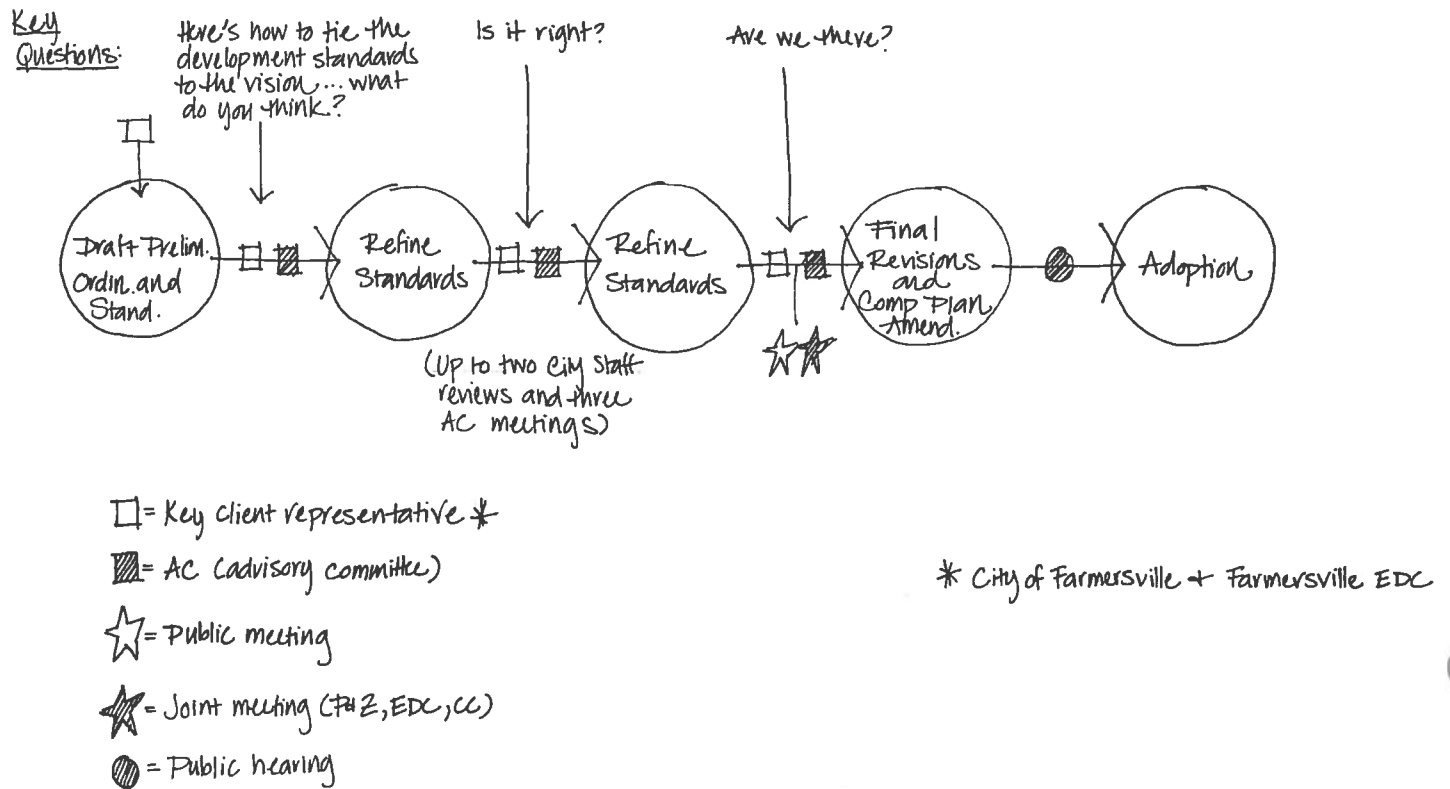 Key
Questions:
Here's how to tie the
development standards
to the vision... what
do you think?
Is it right?
Are we there?
Draft Prelim.
Ordin. and
Stand.
Refine
Standards
Refine
Standards
Final
Revisions
and
Comp Plan
Amend.
Adoption
(Up to two City Staff
reviews and three
AC meetings)
= Key client representative *
= AC (advisory committee)
= Public meeting
= Joint meeting (P&Z, EDC, CC)
= Public hearing
* City of Farmersville + Farmersville EDC